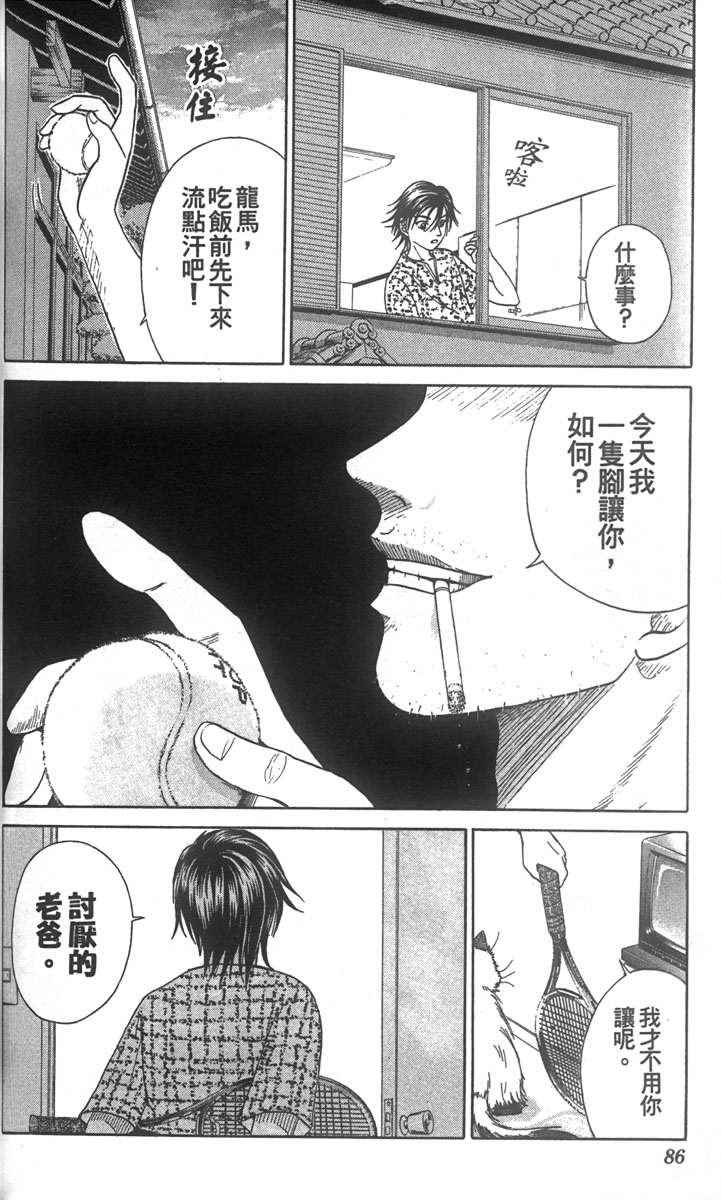 喀
啦
什麼
事？
接
住
龍馬，
吃飯前先下來
流點汗吧！
今天我
一隻腳讓你，
如何？
我才不用你
讓呢。
討厭的
老爸。
86